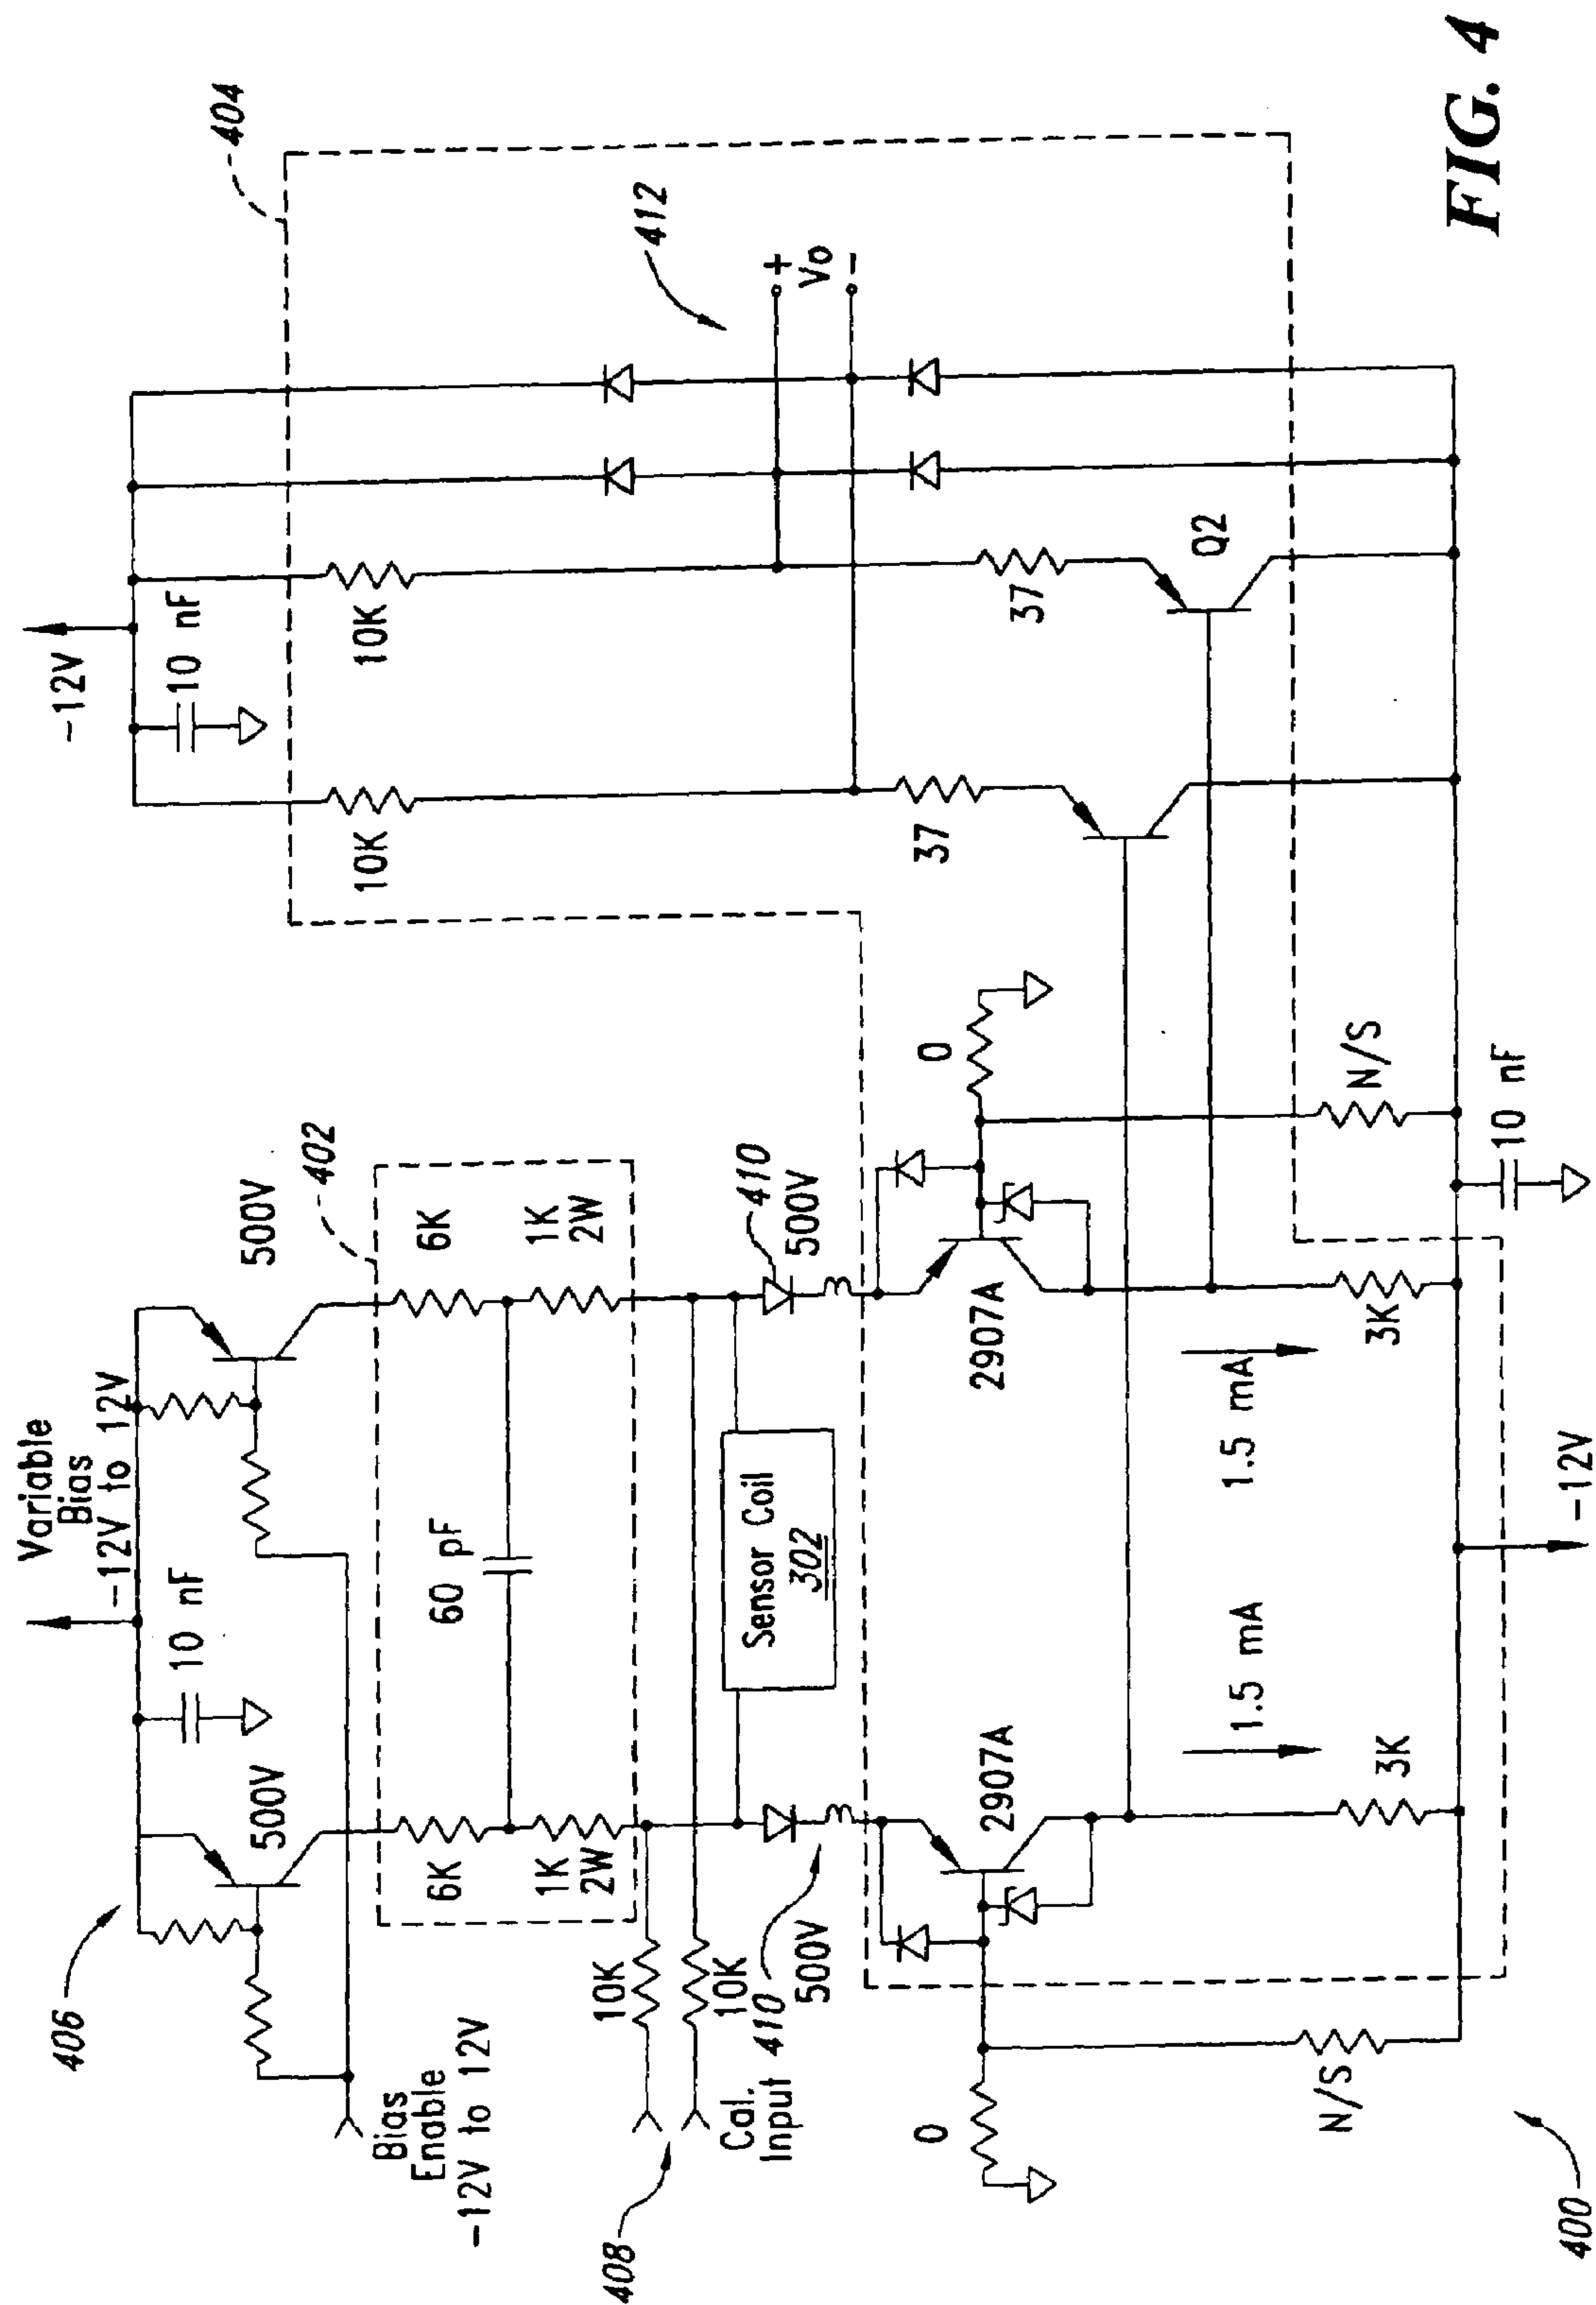 Variable
Bias
-12V to 12V
-12V
404
406
10 nF
10 nF
500V
500V
402
10K
10K
412
6K
60 pF
6K
1K
2W
1K
2W
+
Vo
-
Bias
Enable
-12V to 12V
10K
10K
408
Cal.
Input
410
500V
Sensor Coil
302
410
500V
37
37
0
0
2907A
2907A
Q2
1.5 mA
1.5 mA
N/S
3K
3K
N/S
10 nF
-12V
400
FIG. 4